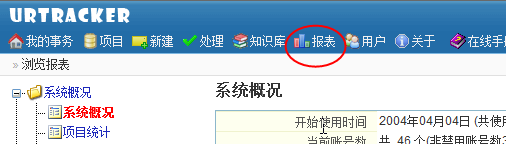 URTRACKER
我的事务 项目 新建 处理 知识库 报表 用户 关于 在线手
» 浏览报表
系统概况 系统概况
系统概况 开始使用时间 2004年04月04日 (共使用
项目统计 当前账号数 共 46 个(非禁用账号数